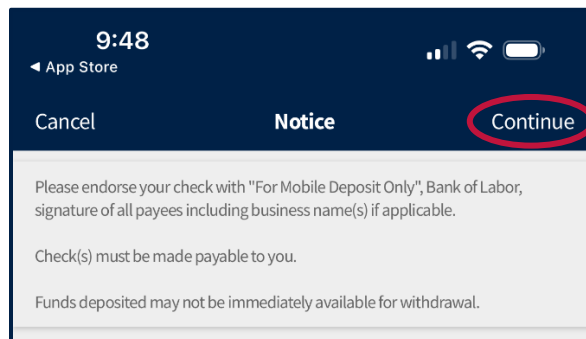 9:48
◀ App Store
Cancel Notice Continue
Please endorse your check with "For Mobile Deposit Only", Bank of Labor,
signature of all payees including business name(s) if applicable.
Check(s) must be made payable to you.
Funds deposited may not be immediately available for withdrawal.